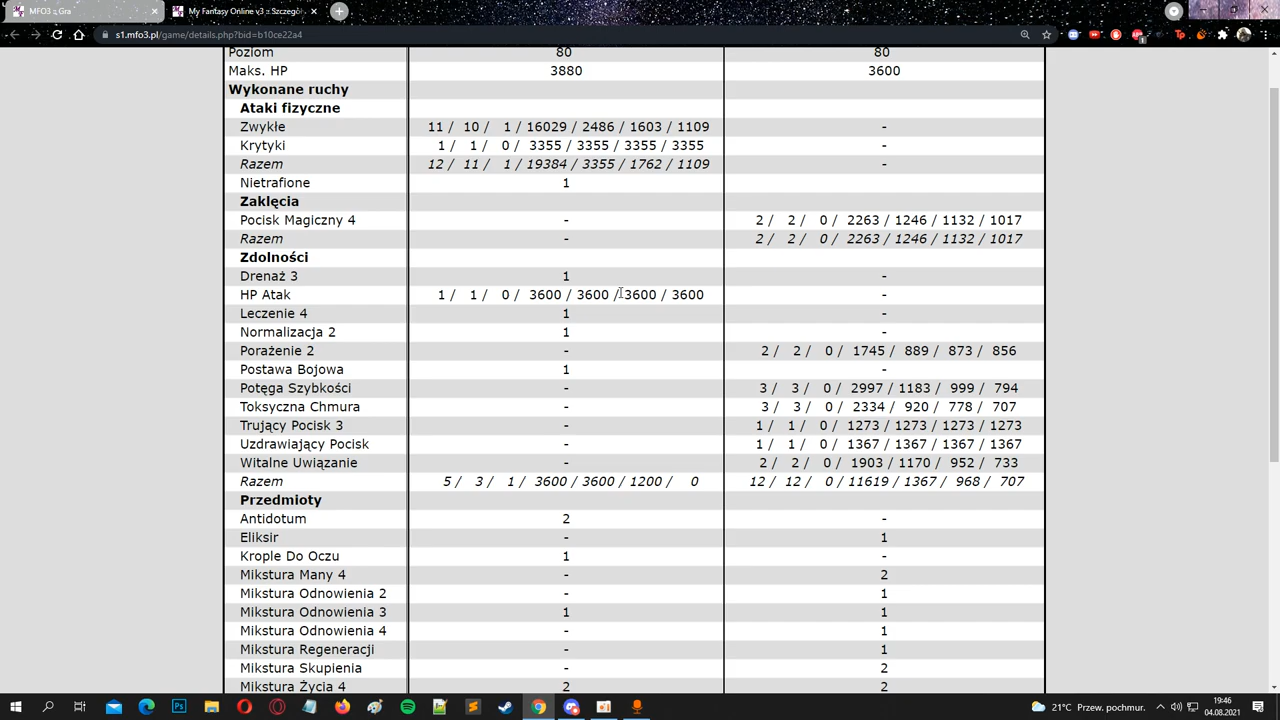 MFO3 :: Gra
My Fantasy Online v3 :: Szczegół
s1.mfo3.pl/game/details.php?bid=b10ce22a4
Poziom 80 80
Maks. HP 3880 3600
Wykonane ruchy
Ataki fizyczne
Zwykłe 11 / 10 / 1 / 16029 / 2486 / 1603 / 1109 -
Krytyki 1 / 1 / 0 / 3355 / 3355 / 3355 / 3355 -
Razem 12 / 11 / 1 / 19384 / 3355 / 1762 / 1109 -
Nietrafione 1
Zaklęcia
Pocisk Magiczny 4 - 2 / 2 / 0 / 2263 / 1246 / 1132 / 1017
Razem - 2 / 2 / 0 / 2263 / 1246 / 1132 / 1017
Zdolności
Drenaż 3 1 -
HP Atak 1 / 1 / 0 / 3600 / 3600 / 3600 / 3600 -
Leczenie 4 1 -
Normalizacja 2 1 -
Porażenie 2 - 2 / 2 / 0 / 1745 / 889 / 873 / 856
Postawa Bojowa 1 -
Potęga Szybkości - 3 / 3 / 0 / 2997 / 1183 / 999 / 794
Toksyczna Chmura - 3 / 3 / 0 / 2334 / 920 / 778 / 707
Trujący Pocisk 3 - 1 / 1 / 0 / 1273 / 1273 / 1273 / 1273
Uzdrawiający Pocisk - 1 / 1 / 0 / 1367 / 1367 / 1367 / 1367
Witalne Uwiązanie - 2 / 2 / 0 / 1903 / 1170 / 952 / 733
Razem 5 / 3 / 1 / 3600 / 3600 / 1200 / 0 12 / 12 / 0 / 11619 / 1367 / 968 / 707
Przedmioty
Antidotum 2 -
Eliksir - 1
Krople Do Oczu 1 -
Mikstura Many 4 - 2
Mikstura Odnowienia 2 - 1
Mikstura Odnowienia 3 1 1
Mikstura Odnowienia 4 - 1
Mikstura Regeneracji - 1
Mikstura Skupienia - 2
Mikstura Życia 4 2 2
21°C Przew. pochmur.
19:46
04.08.2021